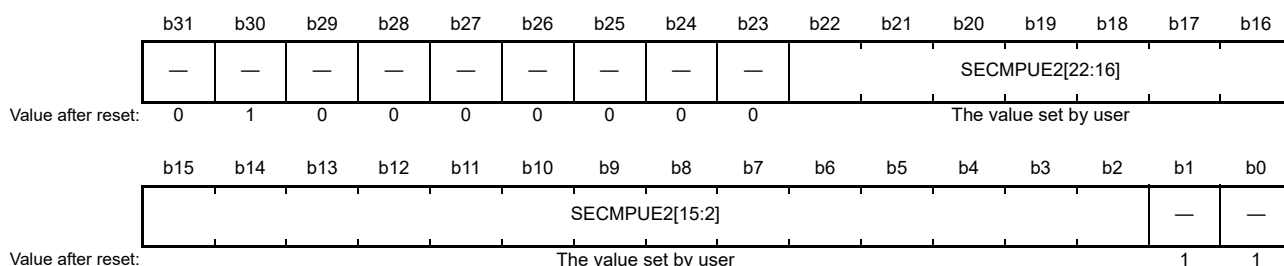 b31 b30 b29 b28 b27 b26 b25 b24 b23 b22 b21 b20 b19 b18 b17 b16
— — — — — — — — — SECMPUE2[22:16]
Value after reset: 0 1 0 0 0 0 0 0 0 The value set by user
b15 b14 b13 b12 b11 b10 b9 b8 b7 b6 b5 b4 b3 b2 b1 b0
SECMPUE2[15:2] — —
Value after reset: The value set by user 1 1